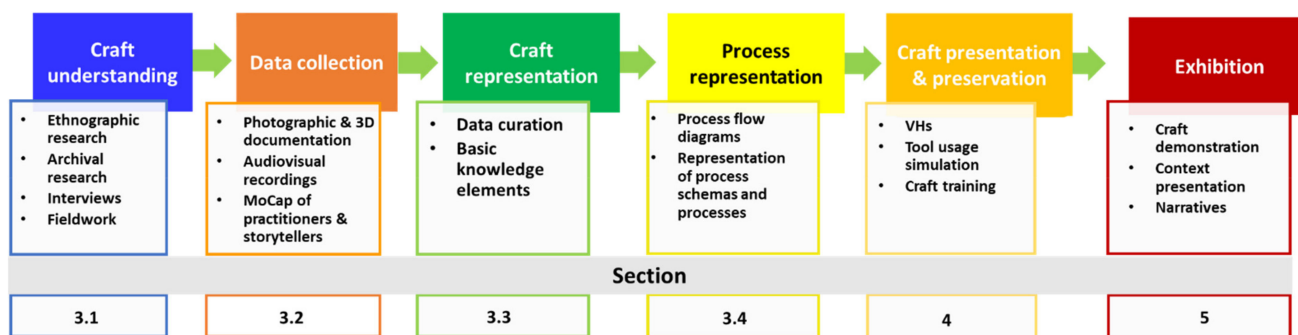 Craft
understanding
Data collection
Craft
representation
Process
representation
Craft presentation
& preservation
Exhibition
• Ethnographic
research
• Archival
research
• Interviews
• Fieldwork
• Photographic & 3D
documentation
• Audiovisual
recordings
• MoCap of
practitioners &
storytellers
• Data curation
• Basic
knowledge
elements
• Process flow
diagrams
• Representation
of process
schemas and
processes
• VHs
• Tool usage
simulation
• Craft training
• Craft
demonstration
• Context
presentation
• Narratives
Section
3.1
3.2
3.3
3.4
4
5